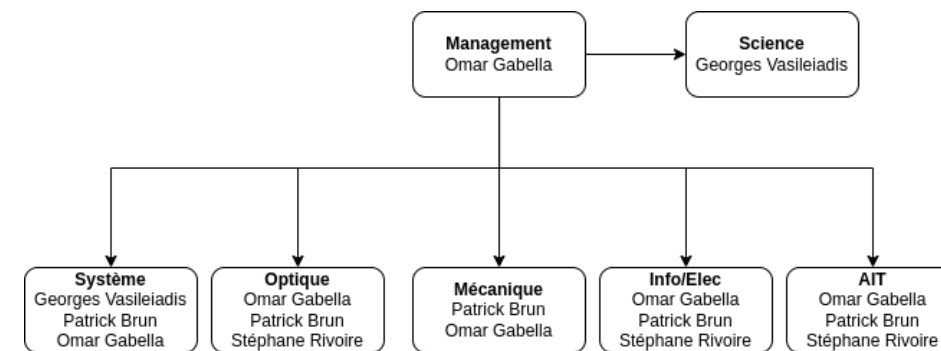 Management
Omar Gabella
Science
Georges Vasileiadis
Système
Georges Vasileiadis
Patrick Brun
Omar Gabella
Optique
Omar Gabella
Patrick Brun
Stéphane Rivoire
Mécanique
Patrick Brun
Omar Gabella
Info/Elec
Omar Gabella
Patrick Brun
Stéphane Rivoire
AIT
Omar Gabella
Patrick Brun
Stéphane Rivoire